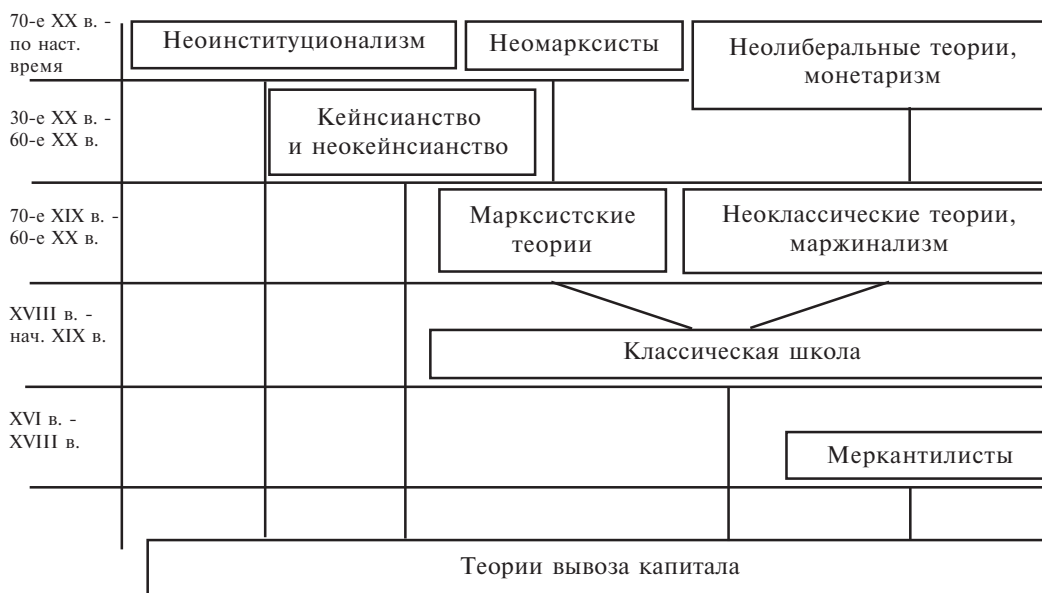 70-е XX в. -
по наст.
время
Неоинституционализм
Неомарксисты
Неолиберальные теории,
монетаризм
30-е XX в. -
60-е XX в.
Кейнсианство
и неокейнсианство
70-е XIX в. -
60-е XX в.
Марксистские
теории
Неоклассические теории,
маржинализм
XVIII в. -
нач. XIX в.
Классическая школа
XVI в. -
XVIII в.
Меркантилисты
Теории вывоза капитала